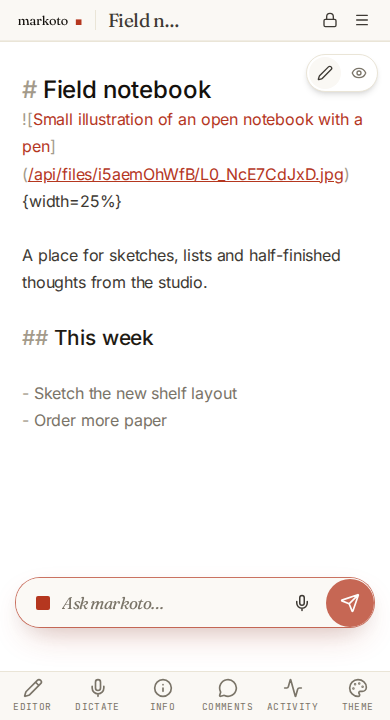 markoto
Field n...
# Field notebook
![Small illustration of an open notebook with a
pen]
(/api/files/i5aemOhWfB/L0_NcE7CdJxD.jpg)
{width=25%}
A place for sketches, lists and half-finished
thoughts from the studio.
## This week
- Sketch the new shelf layout
- Order more paper
Ask markoto...
EDITOR DICTATE INFO COMMENTS ACTIVITY THEME